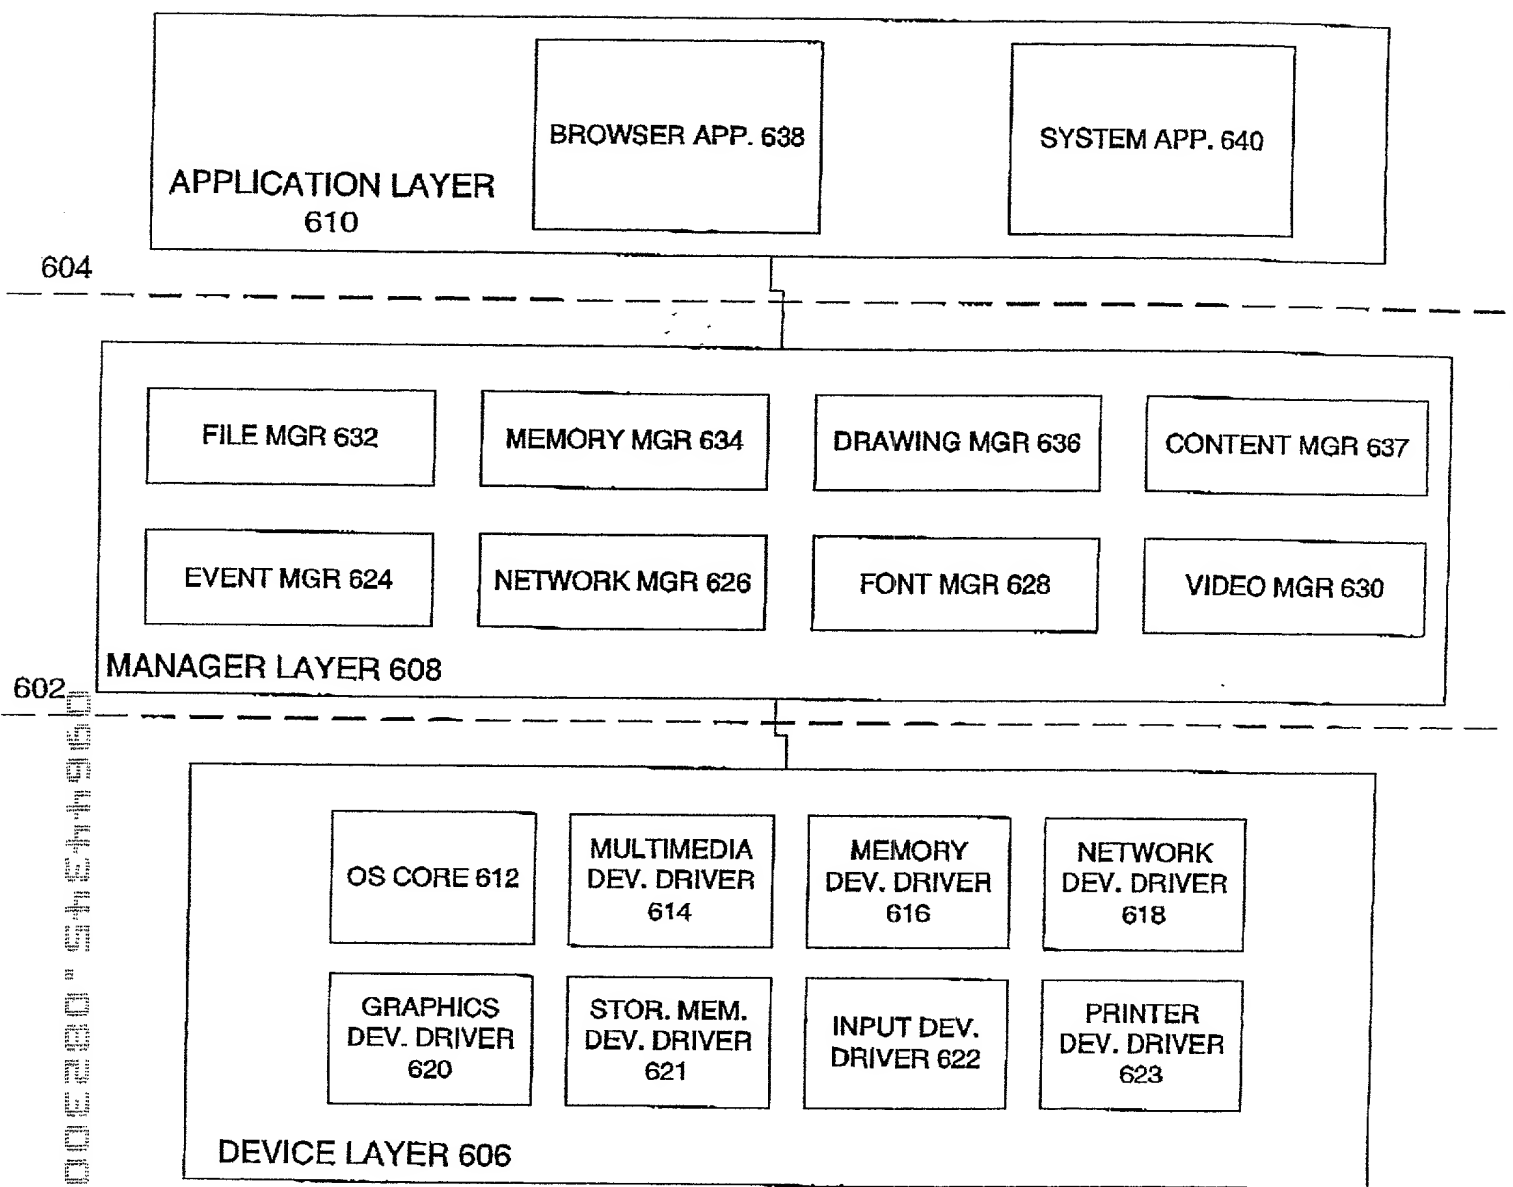 BROWSER APP. 638
SYSTEM APP. 640
APPLICATION LAYER
610
604
FILE MGR 632
MEMORY MGR 634
DRAWING MGR 636
CONTENT MGR 637
EVENT MGR 624
NETWORK MGR 626
FONT MGR 628
VIDEO MGR 630
MANAGER LAYER 608
602
OS CORE 612
MULTIMEDIA
DEV. DRIVER
614
MEMORY
DEV. DRIVER
616
NETWORK
DEV. DRIVER
618
GRAPHICS
DEV. DRIVER
620
STOR. MEM.
DEV. DRIVER
621
INPUT DEV.
DRIVER 622
PRINTER
DEV. DRIVER
623
DEVICE LAYER 606
09644345.082300